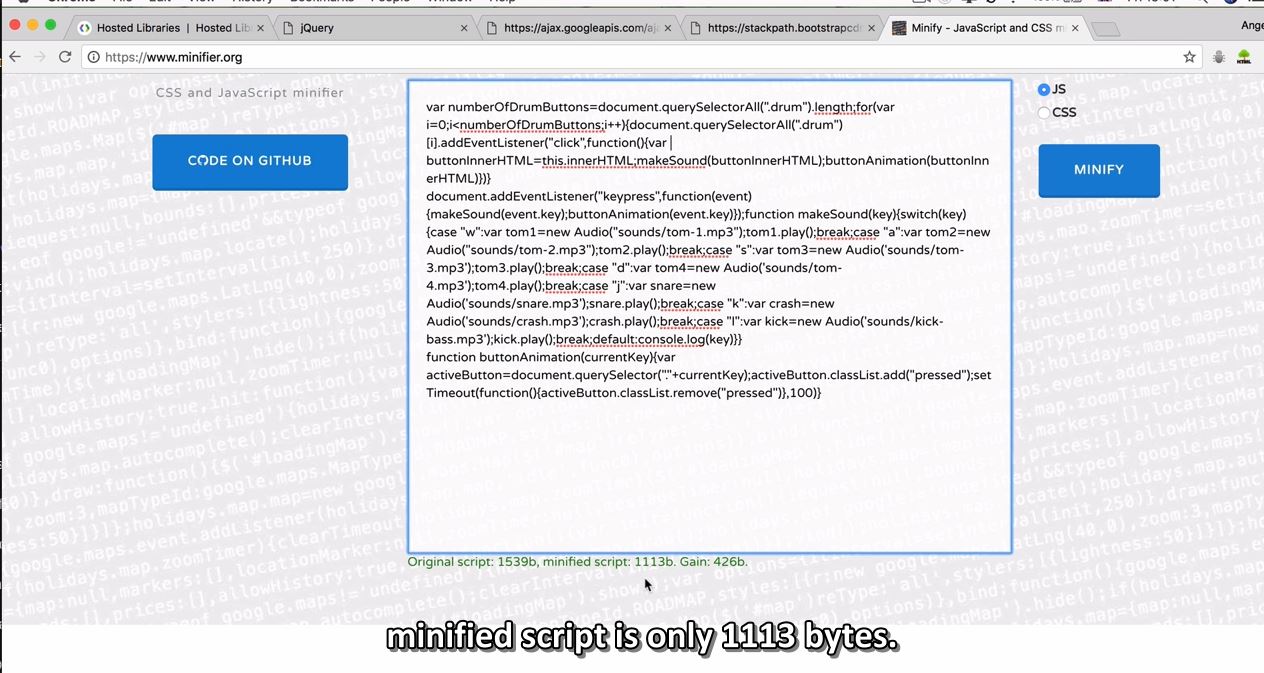 Hosted Libraries | Hosted Lib
jQuery
https://ajax.googleapis.com/aja
https://stackpath.bootstrapcdn
Minify - JavaScript and CSS m
Ange
https://www.minifier.org
CSS and JavaScript minifier
CODE ON GITHUB
var numberOfDrumButtons=document.querySelectorAll(".drum").length;for(var
i=0;i<numberOfDrumButtons;i++){document.querySelectorAll(".drum")
[i].addEventListener("click",function(){var
buttonInnerHTML=this.innerHTML;makeSound(buttonInnerHTML);buttonAnimation(buttonInn
erHTML)})}
document.addEventListener("keypress",function(event)
{makeSound(event.key);buttonAnimation(event.key)});function makeSound(key){switch(key)
{case "w":var tom1=new Audio("sounds/tom-1.mp3");tom1.play();break;case "a":var tom2=new
Audio("sounds/tom-2.mp3");tom2.play();break;case "s":var tom3=new Audio('sounds/tom-
3.mp3');tom3.play();break;case "d":var tom4=new Audio('sounds/tom-
4.mp3');tom4.play();break;case "j":var snare=new
Audio('sounds/snare.mp3');snare.play();break;case "k":var crash=new
Audio('sounds/crash.mp3');crash.play();break;case "l":var kick=new Audio('sounds/kick-
bass.mp3');kick.play();break;default:console.log(key)}}
function buttonAnimation(currentKey){var
activeButton=document.querySelector("."+currentKey);activeButton.classList.add("pressed");set
Timeout(function(){activeButton.classList.remove("pressed")},100)}
JS
CSS
MINIFY
Original script: 1539b, minified script: 1113b. Gain: 426b.
minified script is only 1113 bytes.